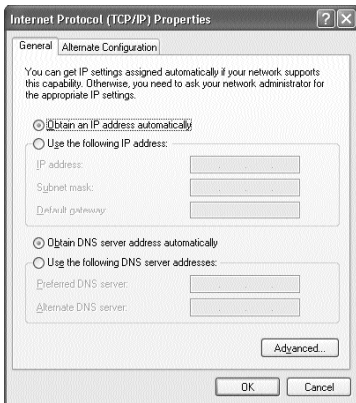 Internet Protocol (TCP/IP) Properties
General
Alternate Configuration
You can get IP settings assigned automatically if your network supports
this capability. Otherwise, you need to ask your network administrator for
the appropriate IP settings.
Obtain an IP address automatically
Use the following IP address:
IP address:
Subnet mask:
Default gateway:
Obtain DNS server address automatically
Use the following DNS server addresses:
Preferred DNS server:
Alternate DNS server:
Advanced...
OK
Cancel